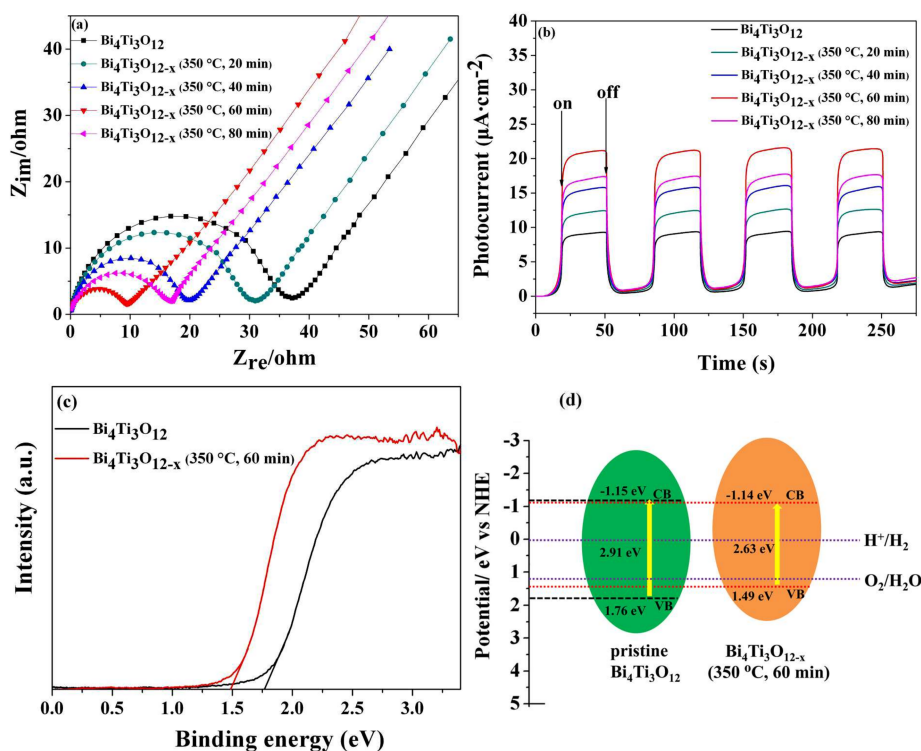 (a)
Bi4Ti3O12
Bi4Ti3O12-x (350 °C, 20 min)
Bi4Ti3O12-x (350 °C, 40 min)
Bi4Ti3O12-x (350 °C, 60 min)
Bi4Ti3O12-x (350 °C, 80 min)
Zim/ohm
40
30
20
10
0
0 10 20 30 40 50 60
Zre/ohm
(b)
Bi4Ti3O12
Bi4Ti3O12-x (350 °C, 20 min)
Bi4Ti3O12-x (350 °C, 40 min)
Bi4Ti3O12-x (350 °C, 60 min)
Bi4Ti3O12-x (350 °C, 80 min)
on off
Photocurrent (μA·cm-2)
40
35
30
25
20
15
10
5
0
0 50 100 150 200 250
Time (s)
(c)
Bi4Ti3O12
Bi4Ti3O12-x (350 °C, 60 min)
Intensity (a.u.)
0.0 0.5 1.0 1.5 2.0 2.5 3.0
Binding energy (eV)
(d)
Potential/ eV vs NHE
-3
-2
-1
0
1
2
3
4
5
-1.15 eV CB
2.91 eV
1.76 eV VB
-1.14 eV CB
2.63 eV
1.49 eV VB
H+/H2
O2/H2O
pristine
Bi4Ti3O12
Bi4Ti3O12-x
(350 °C, 60 min)